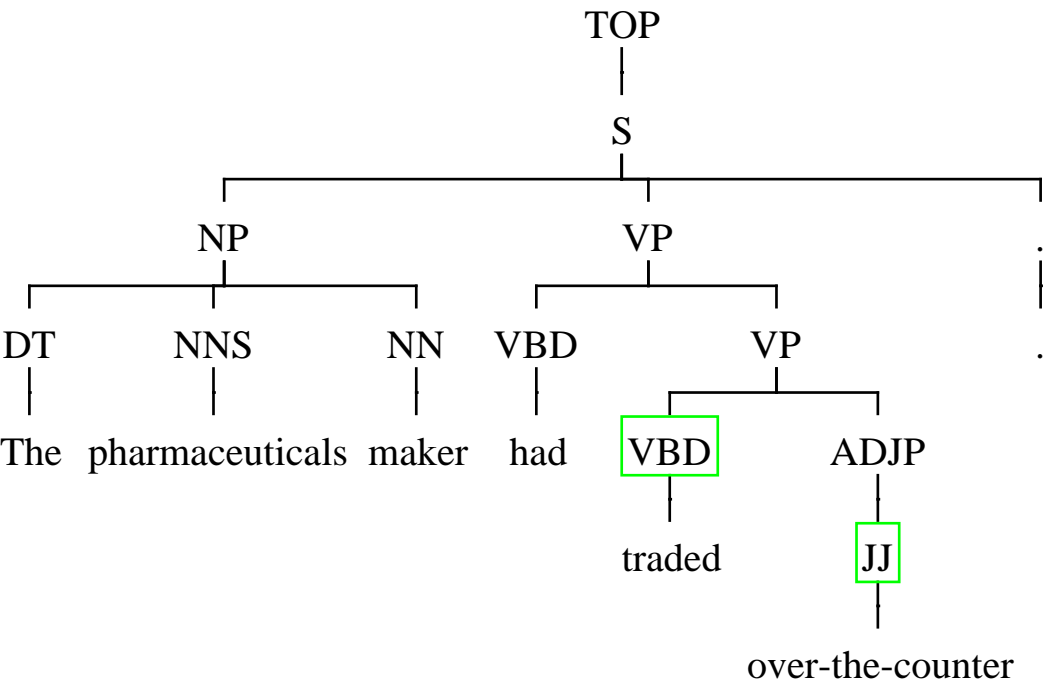 TOP
S
NP VP .
DT NNS NN VBD VP .
The pharmaceuticals maker had VBD ADJP
traded JJ
over-the-counter